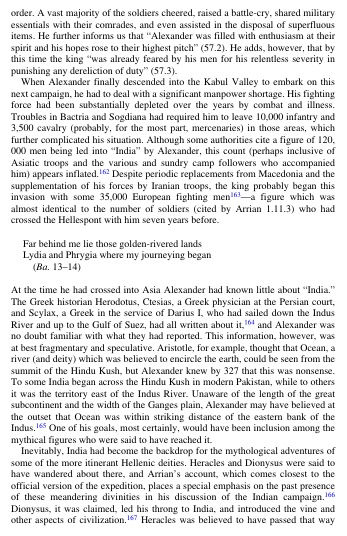 order. A vast majority of the soldiers cheered, raised a battle-cry, shared military
essentials with their comrades, and even assisted in the disposal of superfluous
items. He further informs us that “Alexander was filled with enthusiasm at their
spirit and his hopes rose to their highest pitch” (57.2). He adds, however, that by
this time the king “was already feared by his men for his relentless severity in
punishing any dereliction of duty” (57.3).
When Alexander finally descended into the Kabul Valley to embark on this
next campaign, he had to deal with a significant manpower shortage. His fighting
force had been substantially depleted over the years by combat and illness.
Troubles in Bactria and Sogdiana had required him to leave 10,000 infantry and
3,500 cavalry (probably, for the most part, mercenaries) in those areas, which
further complicated his situation. Although some authorities cite a figure of 120,
000 men being led into “India” by Alexander, this count (perhaps inclusive of
Asiatic troops and the various and sundry camp followers who accompanied
him) appears inflated.162 Despite periodic replacements from Macedonia and the
supplementation of his forces by Iranian troops, the king probably began this
invasion with some 35,000 European fighting men163—a figure which was
almost identical to the number of soldiers (cited by Arrian 1.11.3) who had
crossed the Hellespont with him seven years before.
Far behind me lie those golden-rivered lands
Lydia and Phrygia where my journeying began
(Ba. 13–14)
At the time he had crossed into Asia Alexander had known little about “India.”
The Greek historian Herodotus, Ctesias, a Greek physician at the Persian court,
and Scylax, a Greek in the service of Darius I, who had sailed down the Indus
River and up to the Gulf of Suez, had all written about it,164 and Alexander was
no doubt familiar with what they had reported. This information, however, was
at best fragmentary and speculative. Aristotle, for example, thought that Ocean, a
river (and deity) which was believed to encircle the earth, could be seen from the
summit of the Hindu Kush, but Alexander knew by 327 that this was nonsense.
To some India began across the Hindu Kush in modern Pakistan, while to others
it was the territory east of the Indus River. Unaware of the length of the great
subcontinent and the width of the Ganges plain, Alexander may have believed at
the outset that Ocean was within striking distance of the eastern bank of the
Indus.165 One of his goals, most certainly, would have been inclusion among the
mythical figures who were said to have reached it.
Inevitably, India had become the backdrop for the mythological adventures of
some of the more itinerant Hellenic deities. Heracles and Dionysus were said to
have wandered about there, and Arrian’s account, which comes closest to the
official version of the expedition, places a special emphasis on the past presence
of these meandering divinities in his discussion of the Indian campaign.166
Dionysus, it was claimed, led his throng to India, and introduced the vine and
other aspects of civilization.167 Heracles was believed to have passed that way